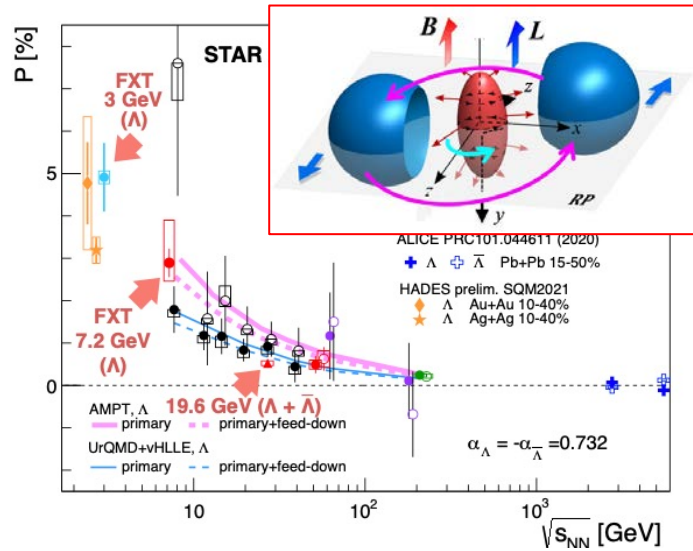 P [%]
STAR
FXT
3 GeV
(Λ)
B
L
z
x
z
y
RP
ALICE PRC101.044611 (2020)
Λ Λ̅ Pb+Pb 15-50%
HADES prelim. SQM2021
Λ Au+Au 10-40%
Λ Ag+Ag 10-40%
5
FXT
7.2 GeV
(Λ)
0
19.6 GeV (Λ + Λ̅)
AMPT, Λ
primary primary+feed-down
UrQMD+vHLLE, Λ
primary primary+feed-down
α_Λ = -α_Λ̅ =0.732
10 10² 10³
√s_NN [GeV]